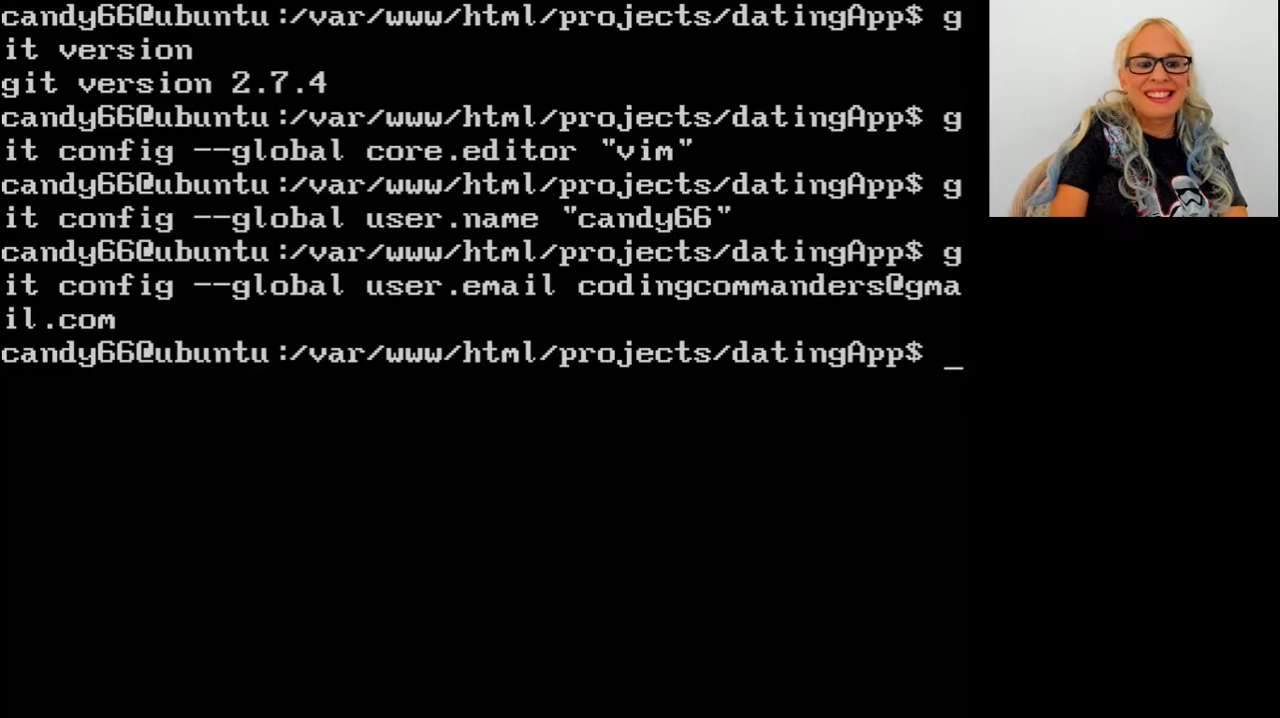 candy66@ubuntu:/var/www/html/projects/datingApp$ g
it version
git version 2.7.4
candy66@ubuntu:/var/www/html/projects/datingApp$ g
it config --global core.editor "vim"
candy66@ubuntu:/var/www/html/projects/datingApp$ g
it config --global user.name "candy66"
candy66@ubuntu:/var/www/html/projects/datingApp$ g
it config --global user.email codingcommanders@gma
il.com
candy66@ubuntu:/var/www/html/projects/datingApp$ _